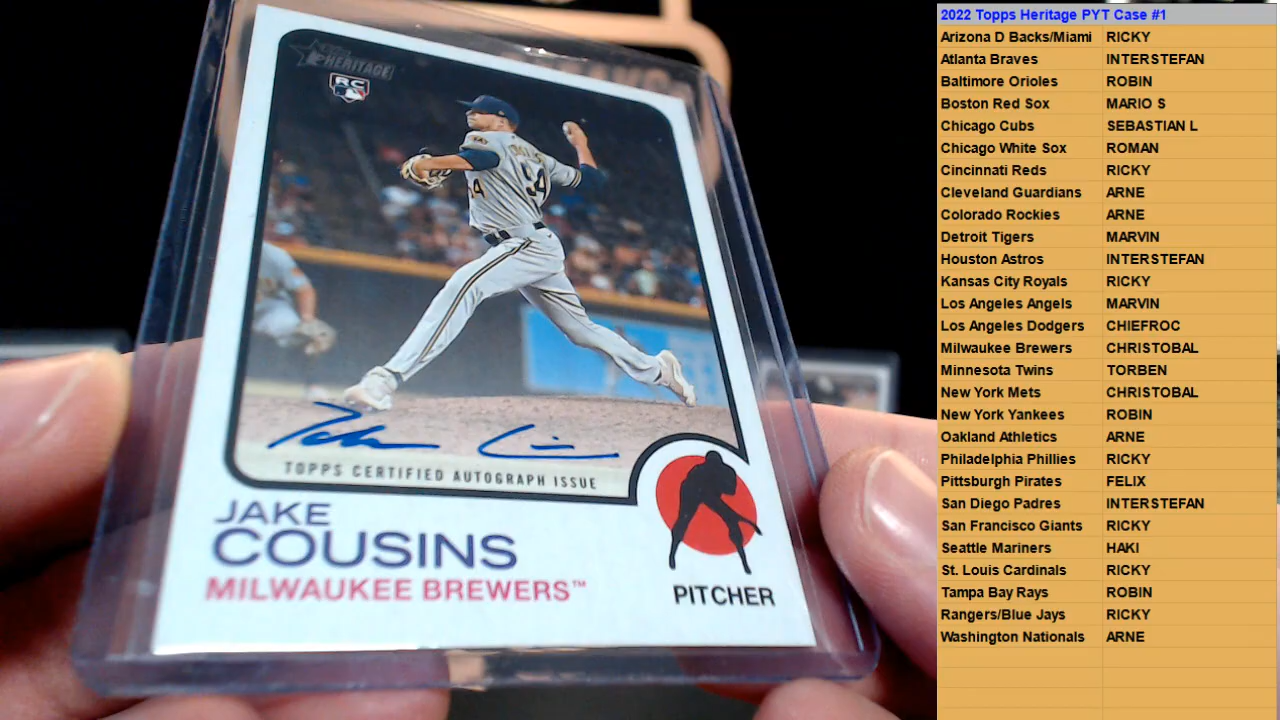 TOPPS HERITAGE
RC
54
TOPPS CERTIFIED AUTOGRAPH ISSUE
JAKE
COUSINS
MILWAUKEE BREWERS™
PITCHER
2022 Topps Heritage PYT Case #1
Arizona D Backs/Miami RICKY
Atlanta Braves INTERSTEFAN
Baltimore Orioles ROBIN
Boston Red Sox MARIO S
Chicago Cubs SEBASTIAN L
Chicago White Sox ROMAN
Cincinnati Reds RICKY
Cleveland Guardians ARNE
Colorado Rockies ARNE
Detroit Tigers MARVIN
Houston Astros INTERSTEFAN
Kansas City Royals RICKY
Los Angeles Angels MARVIN
Los Angeles Dodgers CHIEFROC
Milwaukee Brewers CHRISTOBAL
Minnesota Twins TORBEN
New York Mets CHRISTOBAL
New York Yankees ROBIN
Oakland Athletics ARNE
Philadelphia Phillies RICKY
Pittsburgh Pirates FELIX
San Diego Padres INTERSTEFAN
San Francisco Giants RICKY
Seattle Mariners HAKI
St. Louis Cardinals RICKY
Tampa Bay Rays ROBIN
Rangers/Blue Jays RICKY
Washington Nationals ARNE